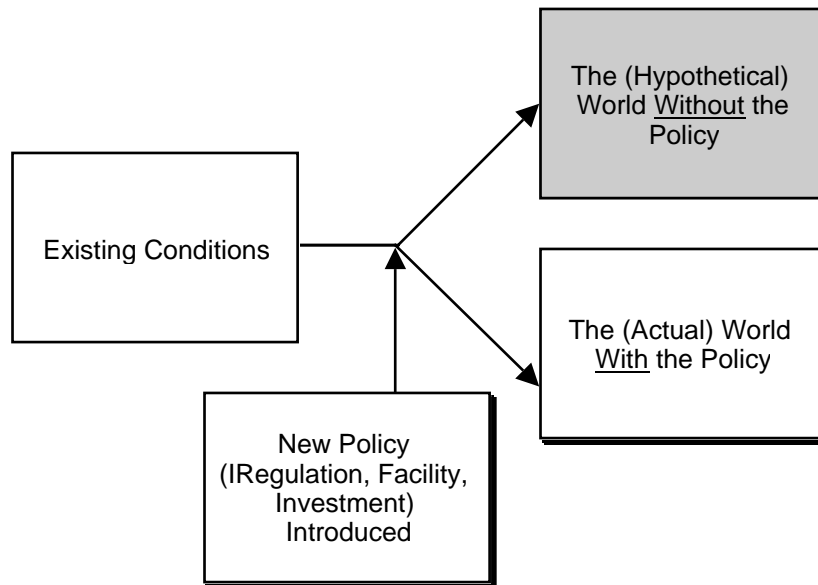 The (Hypothetical)
World Without the
Policy
Existing Conditions
The (Actual) World
With the Policy
New Policy
(IRegulation, Facility,
Investment)
Introduced